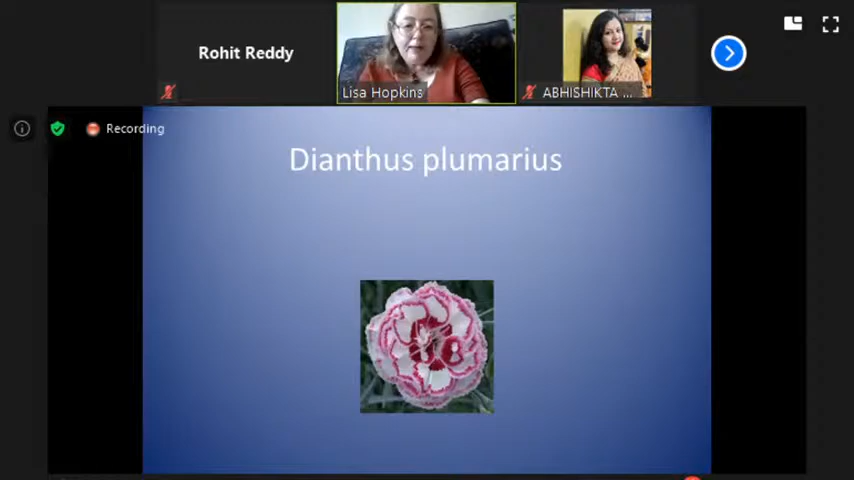 Rohit Reddy
Lisa Hopkins
ABHISHIKTA ...
Recording
Dianthus plumarius